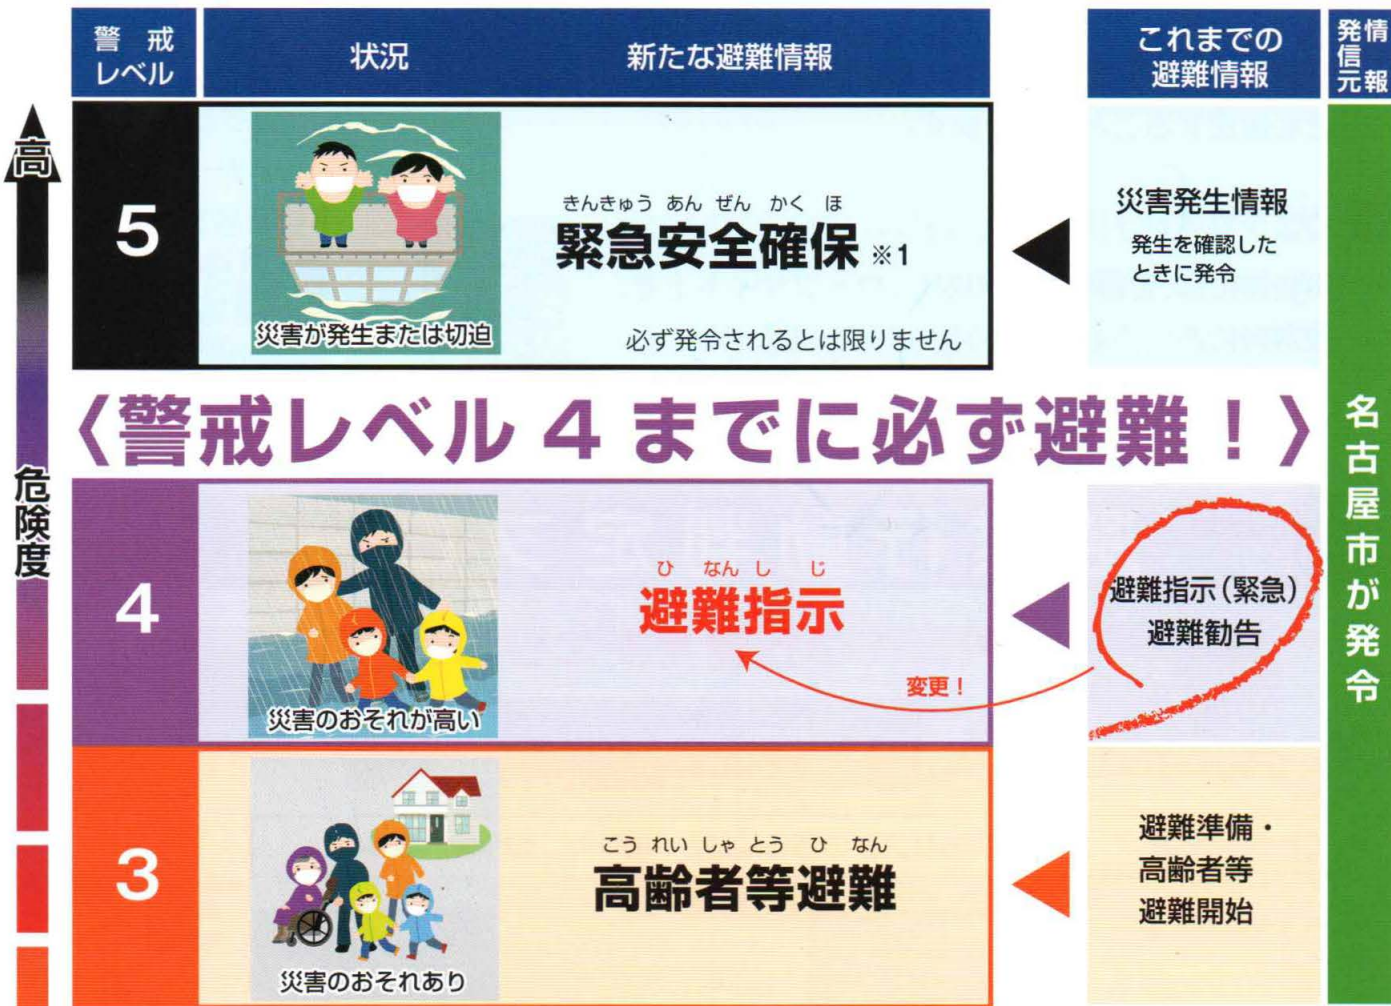 警戒
レベル
状況
新たな避難情報
これまでの
避難情報
情報
発信元
高
危険度
5
災害が発生または切迫
きんきゅう あん ぜん かく ほ
緊急安全確保 ※1
必ず発令されるとは限りません
災害発生情報
発生を確認した
ときに発令
〈警戒レベル 4 までに必ず避難！〉
4
災害のおそれが高い
ひ なん し じ
避難指示
変更！
避難指示(緊急)
避難勧告
3
災害のおそれあり
こう れい しゃ とう ひ なん
高齢者等避難
避難準備・
高齢者等
避難開始
名古屋市が発令